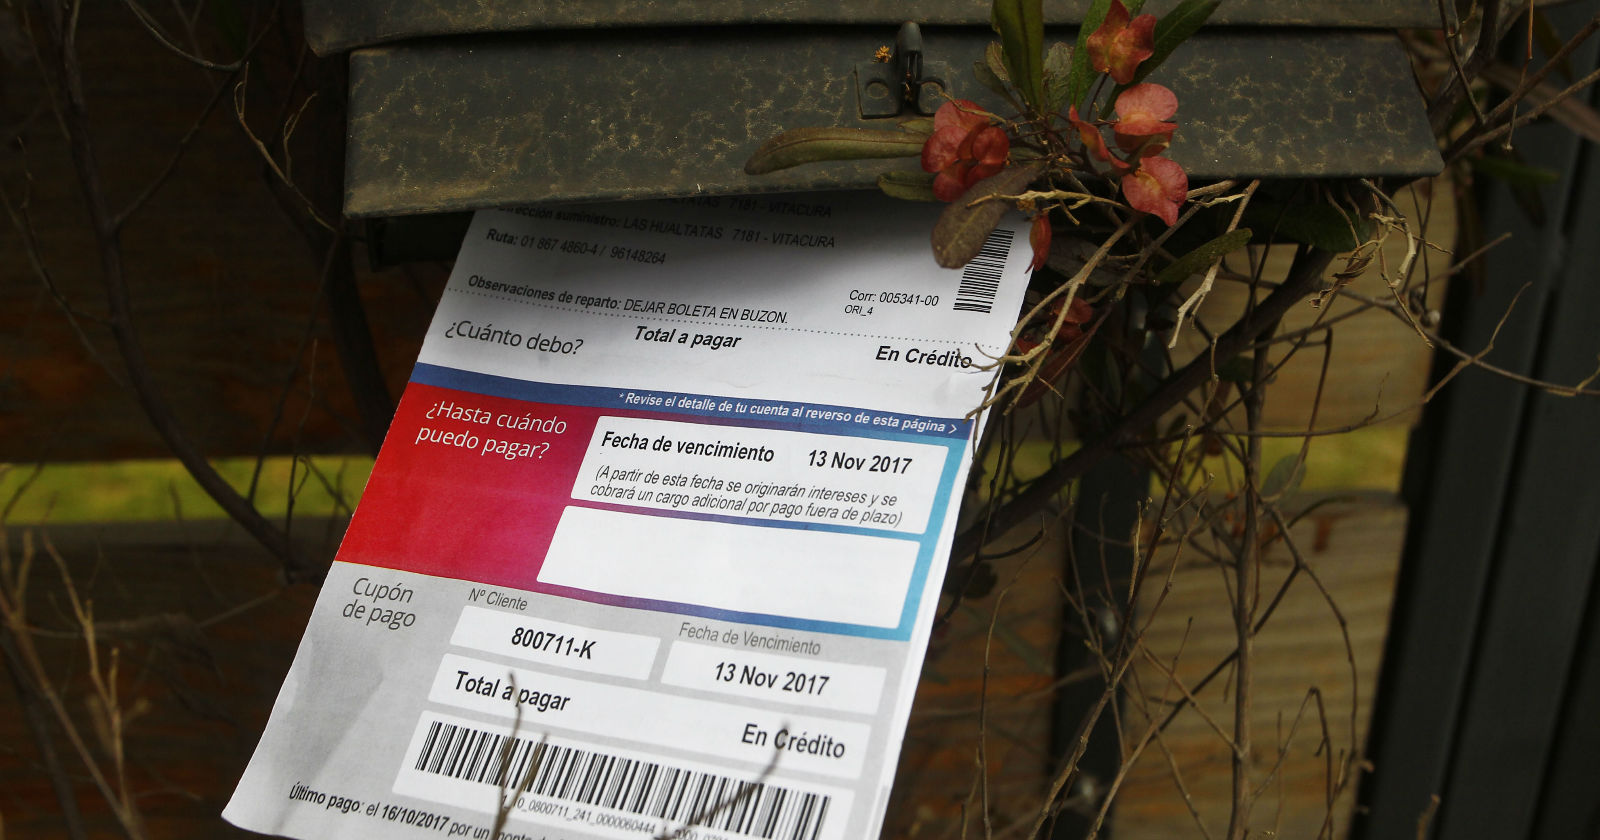 7181 - VITACURA
Dirección suministro: LAS HUALTATAS 7181 - VITACURA
Ruta: 01 867 4860-4 / 96148264
Observaciones de reparto: DEJAR BOLETA EN BUZON.
Corr: 005341-00
ORI_4
¿Cuánto debo?
Total a pagar
En Crédito
* Revise el detalle de tu cuenta al reverso de esta página >
¿Hasta cuándo
puedo pagar?
Fecha de vencimiento 13 Nov 2017
(A partir de esta fecha se originarán intereses y se
cobrará un cargo adicional por pago fuera de plazo)
Cupón
de pago
Nº Cliente
800711-K
Fecha de Vencimiento
13 Nov 2017
Total a pagar
En Crédito
0800711_241_0000060444
Último pago: el 16/10/2017 por un